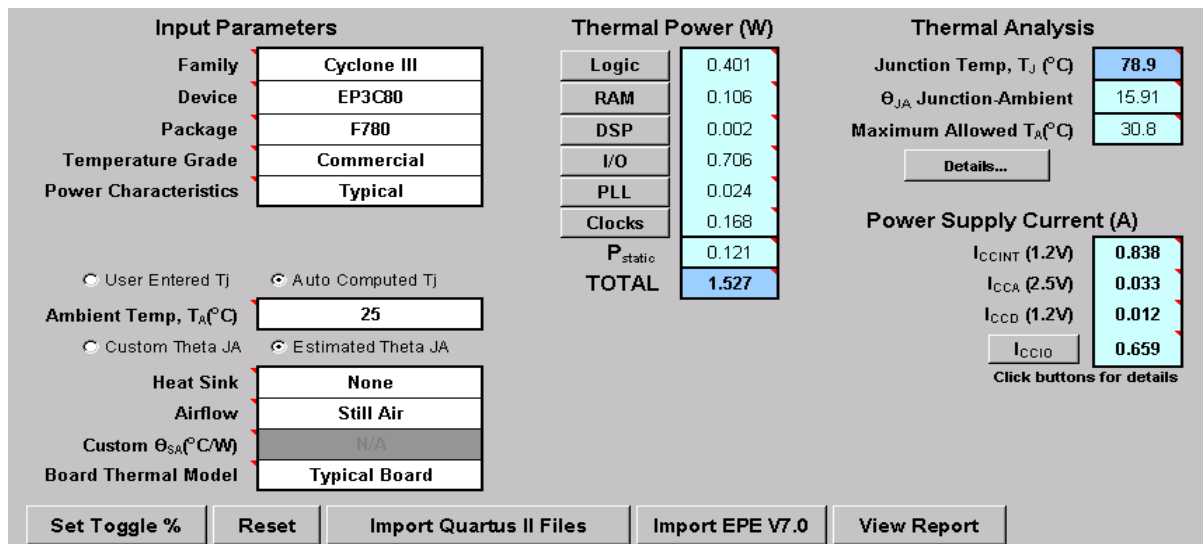 Input Parameters
Family Cyclone III
Device EP3C80
Package F780
Temperature Grade Commercial
Power Characteristics Typical
User Entered Tj Auto Computed Tj
Ambient Temp, TA(°C) 25
Custom Theta JA Estimated Theta JA
Heat Sink None
Airflow Still Air
Custom ΘSA(°C/W) N/A
Board Thermal Model Typical Board
Thermal Power (W)
Logic 0.401
RAM 0.106
DSP 0.002
I/O 0.706
PLL 0.024
Clocks 0.168
Pstatic 0.121
TOTAL 1.527
Thermal Analysis
Junction Temp, TJ (°C) 78.9
ΘJA Junction-Ambient 15.91
Maximum Allowed TA(°C) 30.8
Details...
Power Supply Current (A)
ICCINT (1.2V) 0.838
ICCA (2.5V) 0.033
ICCD (1.2V) 0.012
ICCIO 0.659
Click buttons for details
Set Toggle % Reset Import Quartus II Files Import EPE V7.0 View Report